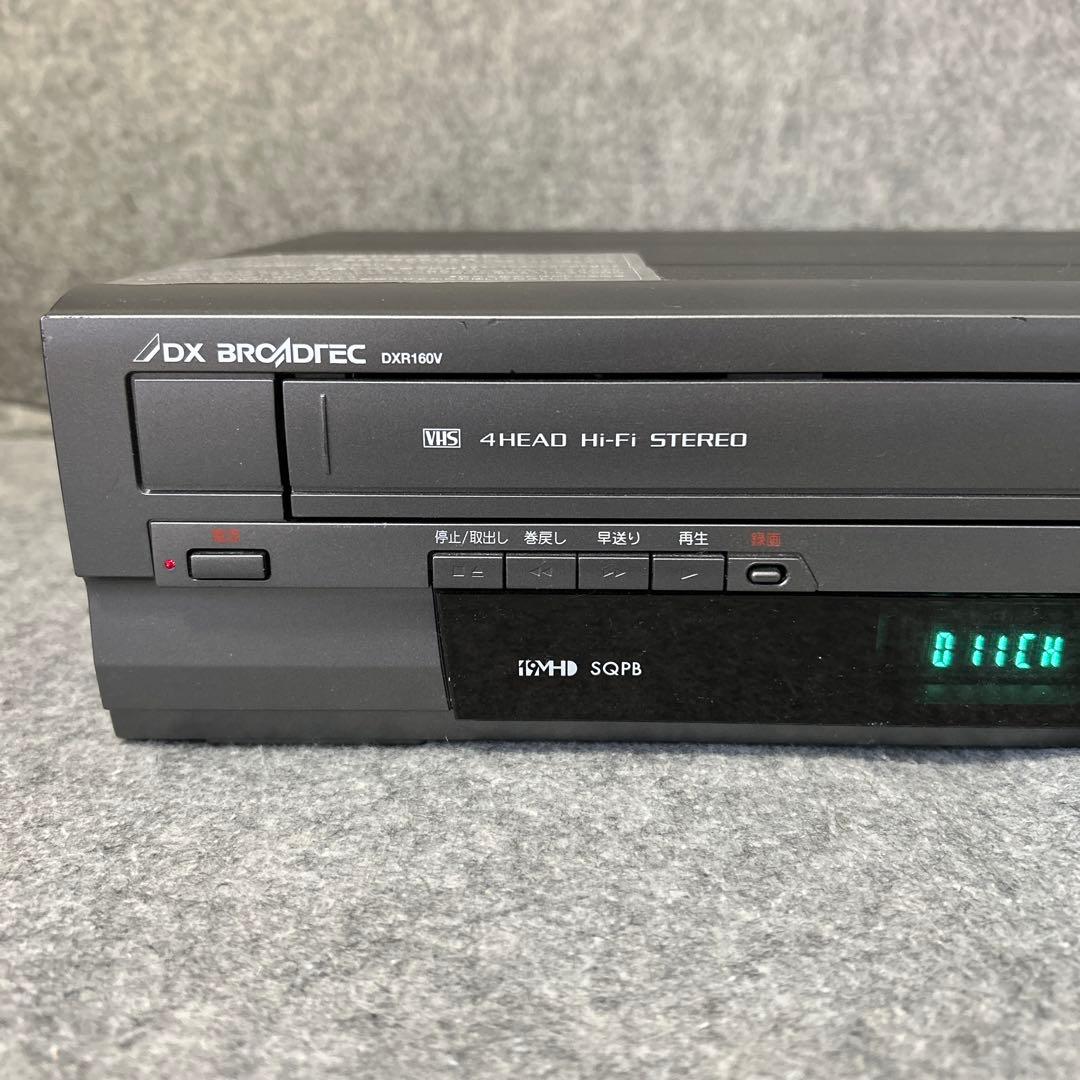 DX BROADTEC DXR160V
VHS 4HEAD Hi-Fi STEREO
電源 停止/取出し 巻戻し 早送り 再生 録画
19MHD SQPB
011CH